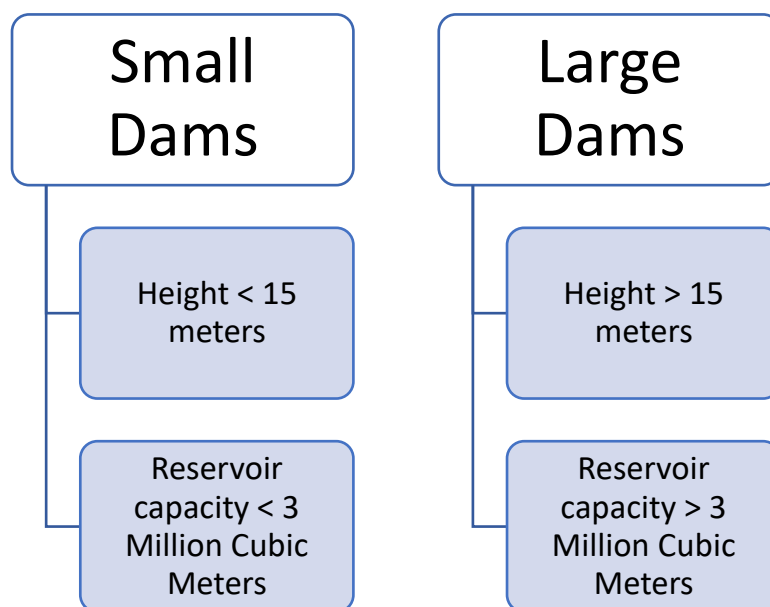 Small
Dams
Height < 15
meters
Reservoir
capacity < 3
Million Cubic
Meters
Large
Dams
Height > 15
meters
Reservoir
capacity > 3
Million Cubic
Meters